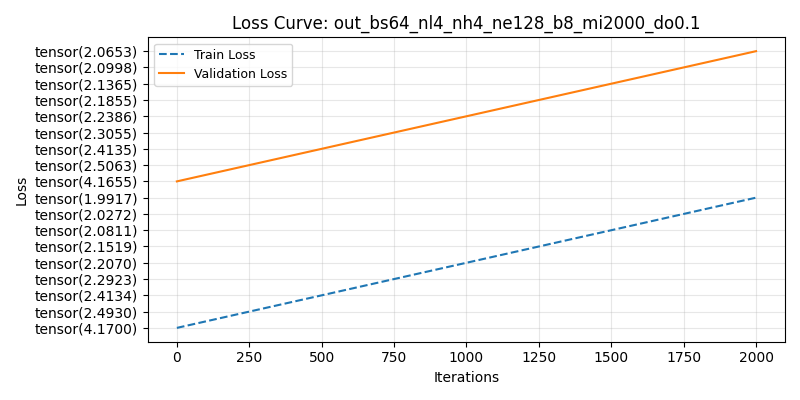 Loss Curve: out_bs64_nl4_nh4_ne128_b8_mi2000_do0.1
Train Loss
Validation Loss
Loss
tensor(2.0653)
tensor(2.0998)
tensor(2.1365)
tensor(2.1855)
tensor(2.2386)
tensor(2.3055)
tensor(2.4135)
tensor(2.5063)
tensor(4.1655)
tensor(1.9917)
tensor(2.0272)
tensor(2.0811)
tensor(2.1519)
tensor(2.2070)
tensor(2.2923)
tensor(2.4134)
tensor(2.4930)
tensor(4.1700)
0 250 500 750 1000 1250 1500 1750 2000
Iterations